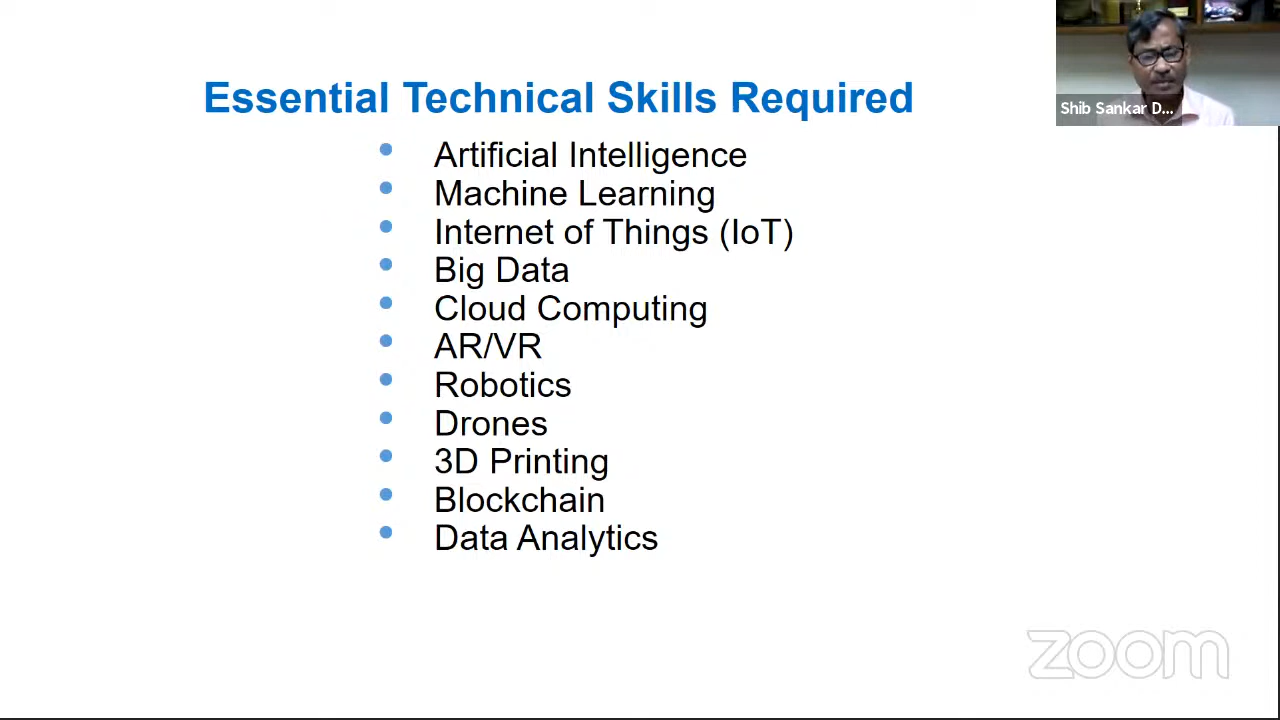 Essential Technical Skills Required
Shib Sankar D...
• Artificial Intelligence
• Machine Learning
• Internet of Things (IoT)
• Big Data
• Cloud Computing
• AR/VR
• Robotics
• Drones
• 3D Printing
• Blockchain
• Data Analytics
zoom